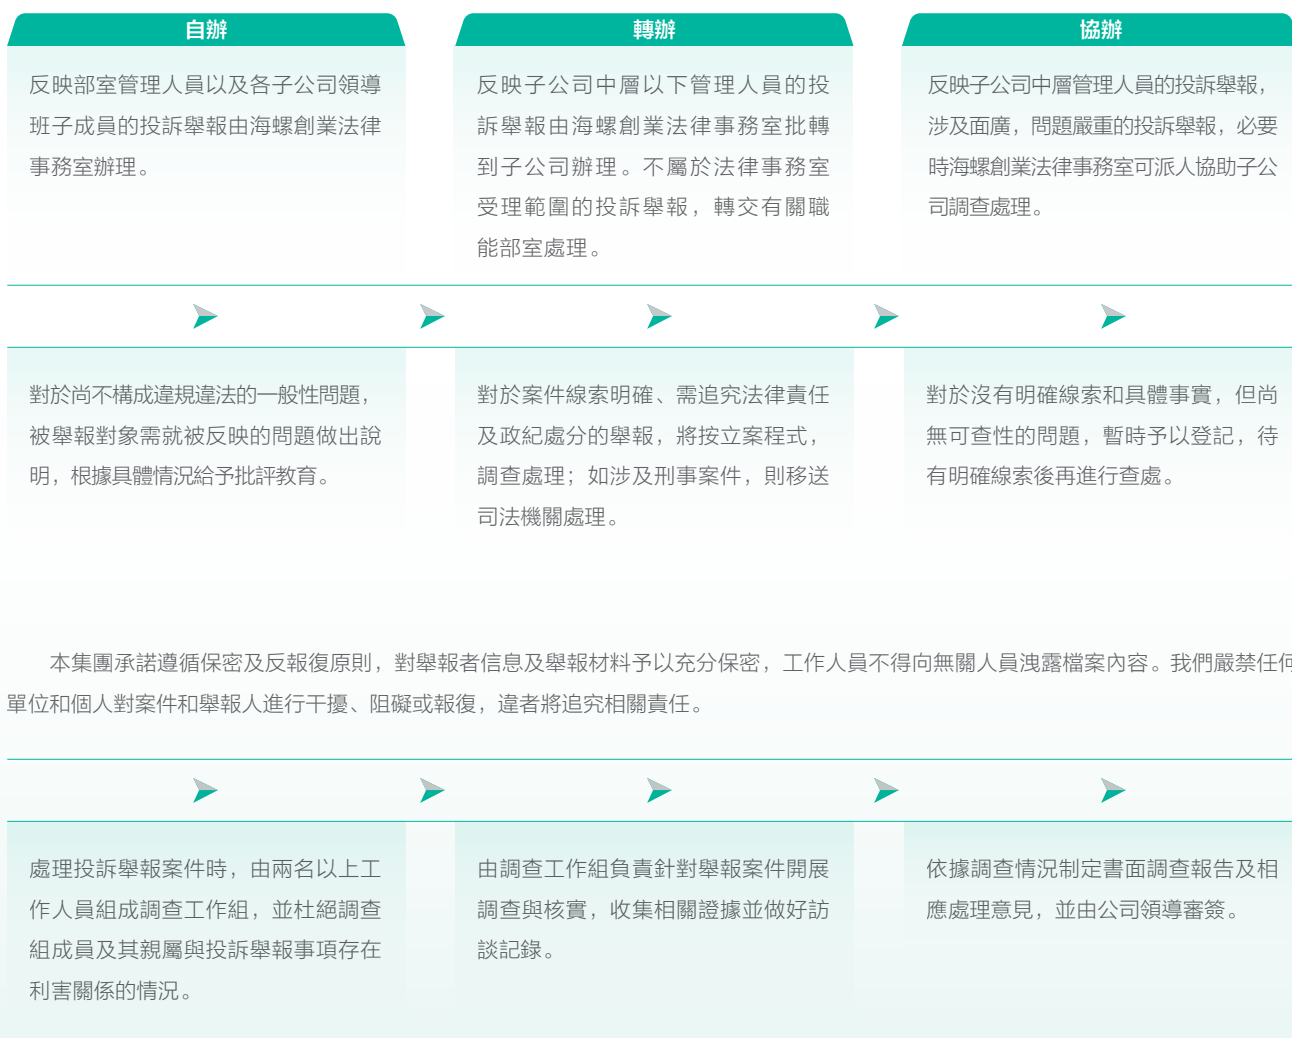 自辦
反映部室管理人員以及各子公司領導
班子成員的投訴舉報由海螺創業法律
事務室辦理。
轉辦
反映子公司中層以下管理人員的投
訴舉報由海螺創業法律事務室批轉
到子公司辦理。不屬於法律事務室
受理範圍的投訴舉報，轉交有關職
能部室處理。
協辦
反映子公司中層管理人員的投訴舉報，
涉及面廣，問題嚴重的投訴舉報，必要
時海螺創業法律事務室可派人協助子公
司調查處理。
對於尚不構成違規違法的一般性問題，
被舉報對象需就被反映的問題做出說
明，根據具體情況給予批評教育。
對於案件線索明確、需追究法律責任
及政紀處分的舉報，將按立案程式，
調查處理；如涉及刑事案件，則移送
司法機關處理。
對於沒有明確線索和具體事實，但尚
無可查性的問題，暫時予以登記，待
有明確線索後再進行查處。
本集團承諾遵循保密及反報復原則，對舉報者信息及舉報材料予以充分保密，工作人員不得向無關人員洩露檔案內容。我們嚴禁任何
單位和個人對案件和舉報人進行干擾、阻礙或報復，違者將追究相關責任。
處理投訴舉報案件時，由兩名以上工
作人員組成調查工作組，並杜絕調查
組成員及其親屬與投訴舉報事項存在
利害關係的情況。
由調查工作組負責針對舉報案件開展
調查與核實，收集相關證據並做好訪
談記錄。
依據調查情況制定書面調查報告及相
應處理意見，並由公司領導審簽。